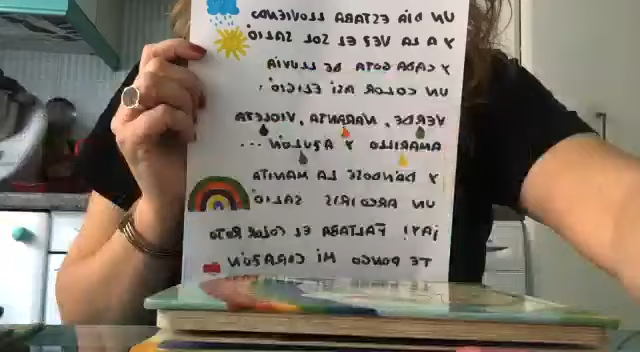 UN DÍA ESTABA LLOVIENDO
Y A LA VEZ EL SOL SALIÓ
Y CADA GOTA DE LLUVIA
UN COLOR ASÍ ELIGIÓ:
VERDE, NARANJA, VIOLETA
AMARILLO Y AZULÓN...
Y DÁNDOSE LA MANITA
UN ARCOIRIS SALIÓ
¡AY! FALTABA EL COLOR ROJO
TE PONGO MI CORAZÓN